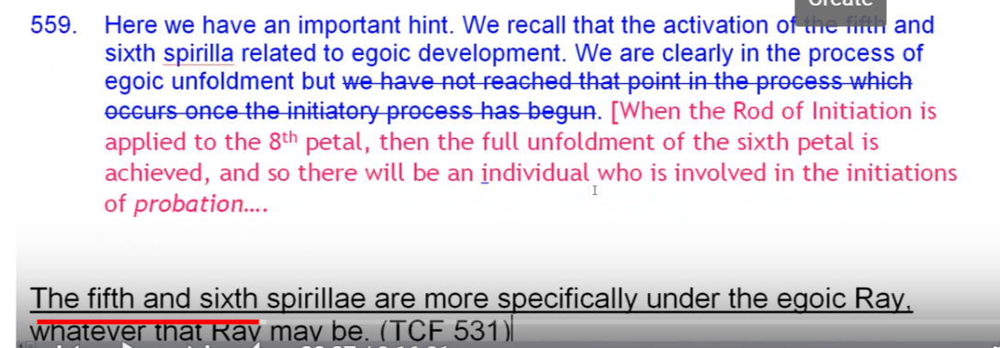 Create
559. Here we have an important hint. We recall that the activation of the fifth and
sixth spirilla related to egoic development. We are clearly in the process of
egoic unfoldment but we have not reached that point in the process which
occurs once the initiatory process has begun. [When the Rod of Initiation is
applied to the 8th petal, then the full unfoldment of the sixth petal is
achieved, and so there will be an individual who is involved in the initiations
of probation....
The fifth and sixth spirillae are more specifically under the egoic Ray,
whatever that Ray may be. (TCF 531)